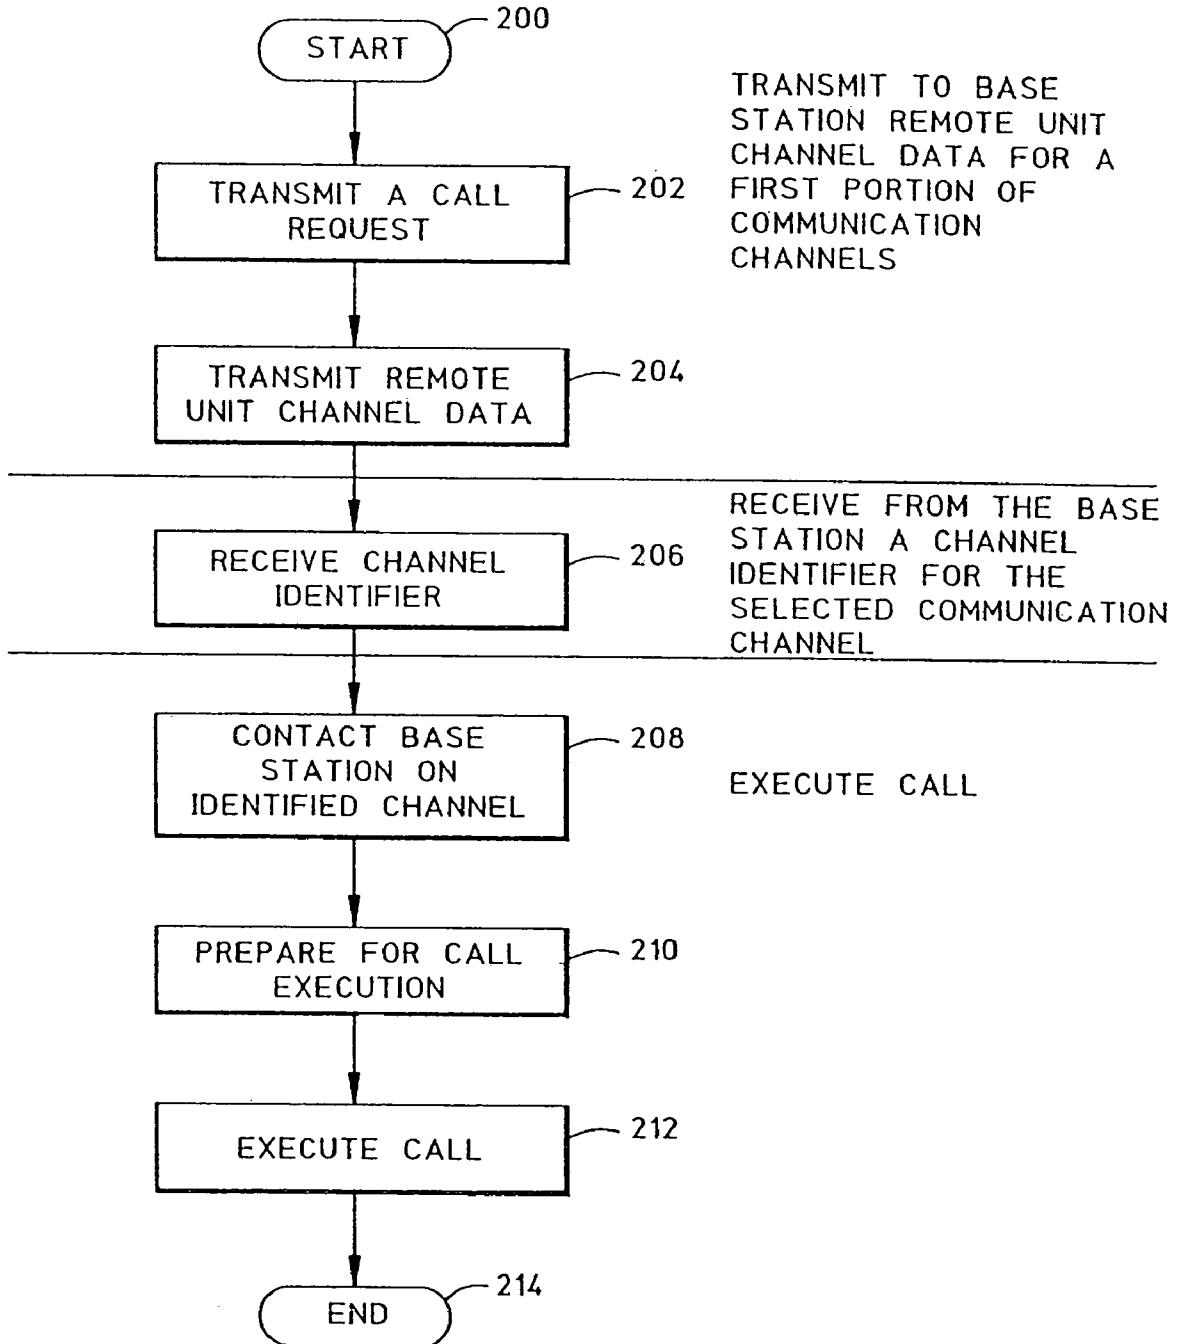 200
START
TRANSMIT TO BASE
STATION REMOTE UNIT
CHANNEL DATA FOR A
FIRST PORTION OF
COMMUNICATION
CHANNELS
TRANSMIT A CALL
REQUEST
202
TRANSMIT REMOTE
UNIT CHANNEL DATA
204
RECEIVE CHANNEL
IDENTIFIER
206
RECEIVE FROM THE BASE
STATION A CHANNEL
IDENTIFIER FOR THE
SELECTED COMMUNICATION
CHANNEL
CONTACT BASE
STATION ON
IDENTIFIED CHANNEL
208
EXECUTE CALL
PREPARE FOR CALL
EXECUTION
210
EXECUTE CALL
212
END
214